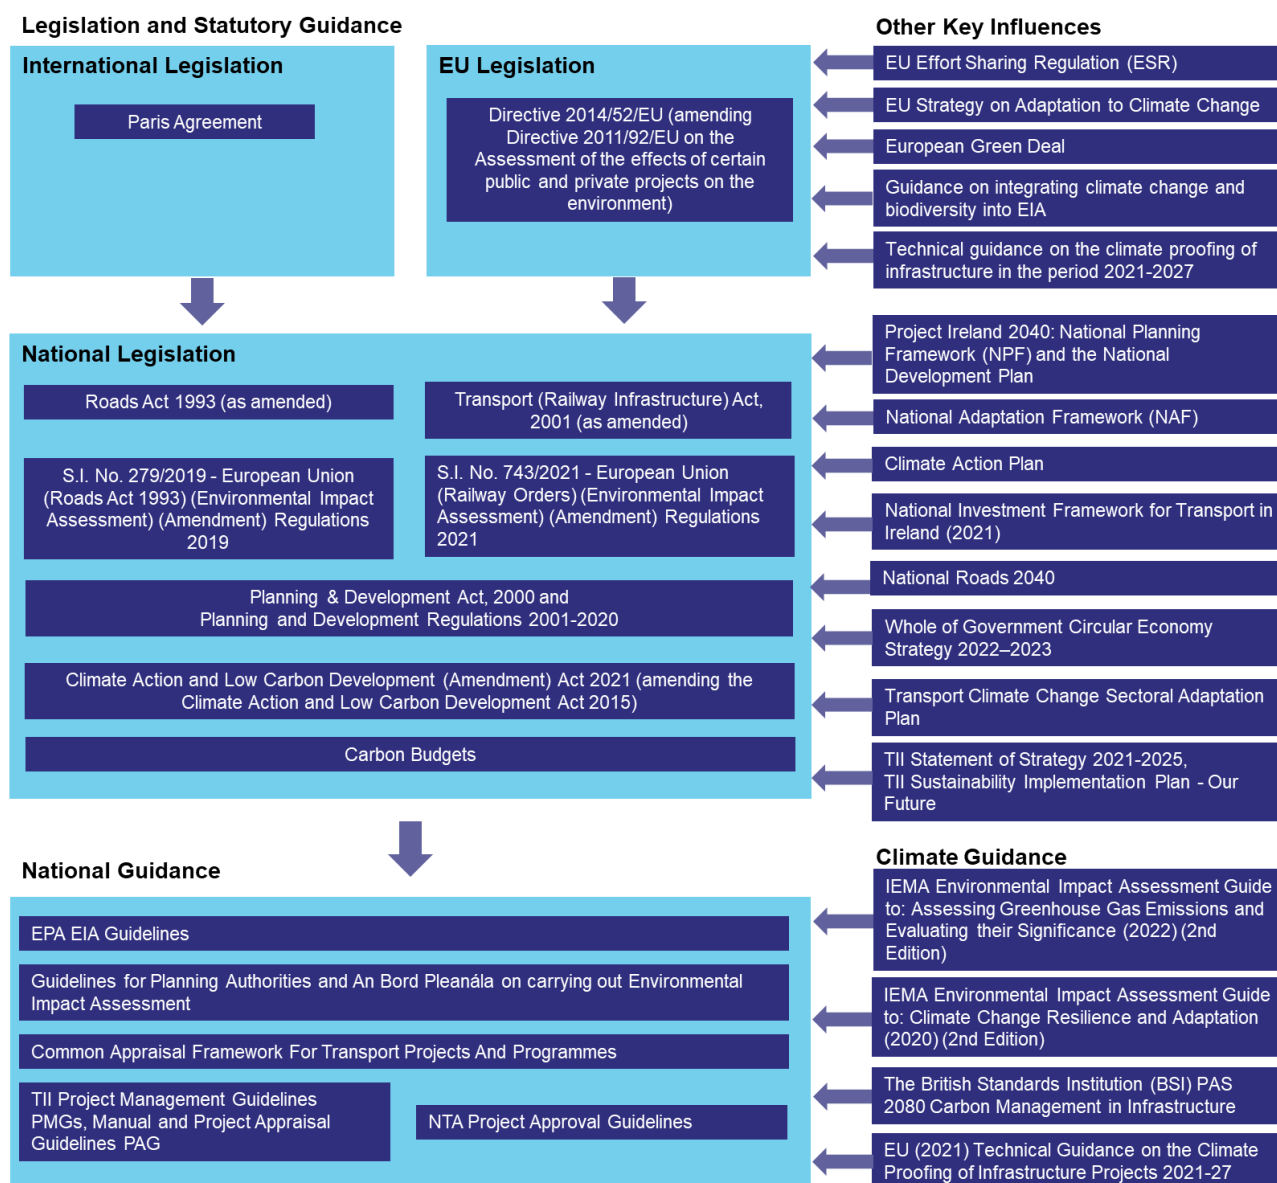 Legislation and Statutory Guidance
International Legislation
Paris Agreement
EU Legislation
Directive 2014/52/EU (amending
Directive 2011/92/EU on the
Assessment of the effects of certain
public and private projects on the
environment)
Other Key Influences
EU Effort Sharing Regulation (ESR)
EU Strategy on Adaptation to Climate Change
European Green Deal
Guidance on integrating climate change and
biodiversity into EIA
Technical guidance on the climate proofing of
infrastructure in the period 2021-2027
National Legislation
Roads Act 1993 (as amended)
Transport (Railway Infrastructure) Act,
2001 (as amended)
S.I. No. 279/2019 - European Union
(Roads Act 1993) (Environmental Impact
Assessment) (Amendment) Regulations
2019
S.I. No. 743/2021 - European Union
(Railway Orders) (Environmental Impact
Assessment) (Amendment) Regulations
2021
Planning & Development Act, 2000 and
Planning and Development Regulations 2001-2020
Climate Action and Low Carbon Development (Amendment) Act 2021 (amending the
Climate Action and Low Carbon Development Act 2015)
Carbon Budgets
Project Ireland 2040: National Planning
Framework (NPF) and the National
Development Plan
National Adaptation Framework (NAF)
Climate Action Plan
National Investment Framework for Transport in
Ireland (2021)
National Roads 2040
Whole of Government Circular Economy
Strategy 2022–2023
Transport Climate Change Sectoral Adaptation
Plan
TII Statement of Strategy 2021-2025,
TII Sustainability Implementation Plan - Our
Future
National Guidance
EPA EIA Guidelines
Guidelines for Planning Authorities and An Bord Pleanála on carrying out Environmental
Impact Assessment
Common Appraisal Framework For Transport Projects And Programmes
TII Project Management Guidelines
PMGs, Manual and Project Appraisal
Guidelines PAG
NTA Project Approval Guidelines
Climate Guidance
IEMA Environmental Impact Assessment Guide
to: Assessing Greenhouse Gas Emissions and
Evaluating their Significance (2022) (2nd
Edition)
IEMA Environmental Impact Assessment Guide
to: Climate Change Resilience and Adaptation
(2020) (2nd Edition)
The British Standards Institution (BSI) PAS
2080 Carbon Management in Infrastructure
EU (2021) Technical Guidance on the Climate
Proofing of Infrastructure Projects 2021-27